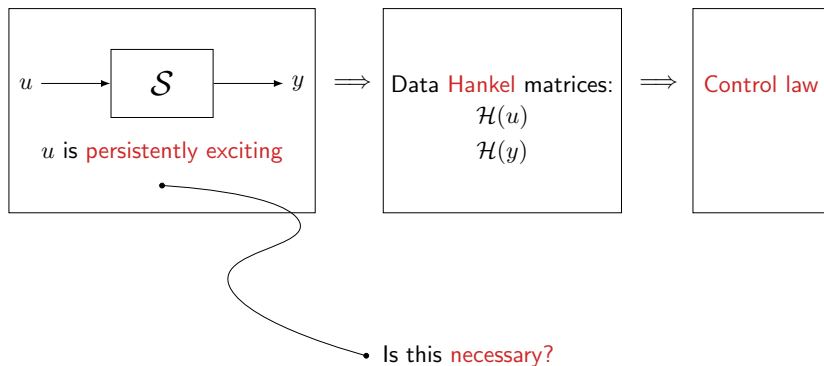 u
𝒮
y
u is persistently exciting
⟹
Data Hankel matrices:
ℋ(u)
ℋ(y)
⟹
Control law
Is this necessary?